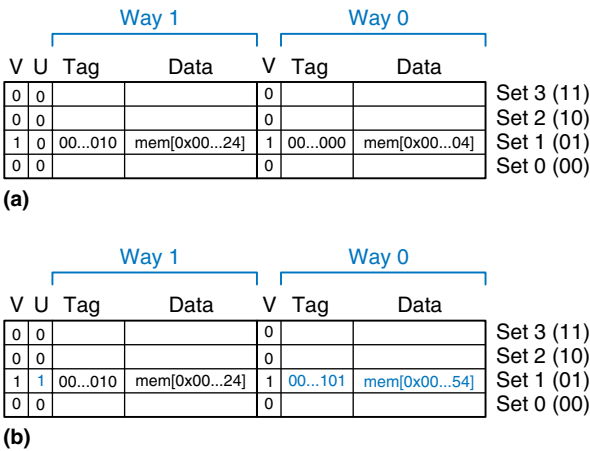 Way 1 Way 0
V U Tag Data V Tag Data
0 0 0 Set 3 (11)
0 0 0 Set 2 (10)
1 0 00...010 mem[0x00...24] 1 00...000 mem[0x00...04] Set 1 (01)
0 0 0 Set 0 (00)
(a)
Way 1 Way 0
V U Tag Data V Tag Data
0 0 0 Set 3 (11)
0 0 0 Set 2 (10)
1 1 00...010 mem[0x00...24] 1 00...101 mem[0x00...54] Set 1 (01)
0 0 0 Set 0 (00)
(b)